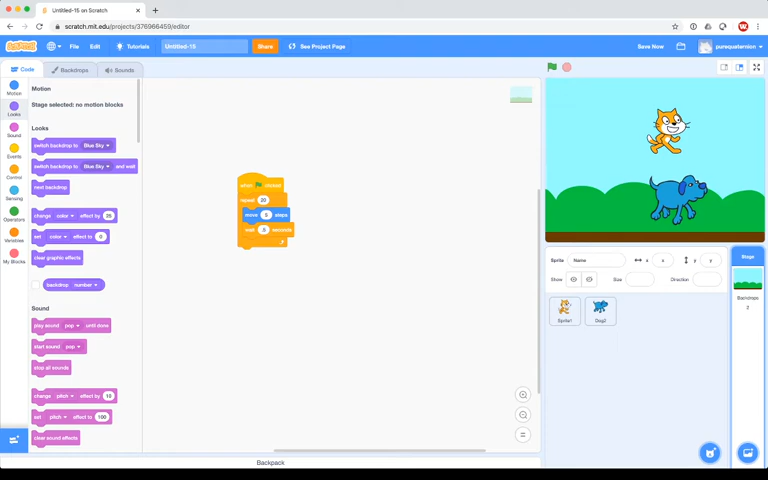 Untitled-15 on Scratch
scratch.mit.edu/projects/376966459/editor
SCRATCH File Edit Tutorials Untitled-15 Share See Project Page Save Now purequaternion
Code Backdrops Sounds
Motion
Looks
Sound
Events
Control
Sensing
Operators
Variables
My Blocks
Motion
Stage selected: no motion blocks
Looks
switch backdrop to Blue Sky
switch backdrop to Blue Sky and wait
next backdrop
change color effect by 25
set color effect to 0
clear graphic effects
backdrop number
Sound
play sound pop until done
start sound pop
stop all sounds
change pitch effect by 10
set pitch effect to 100
clear sound effects
when clicked
repeat 20
move 5 steps
wait .5 seconds
Sprite Name x x y y
Show Size Direction
Sprite1 Dog2
Stage
Backdrops
2
Backpack